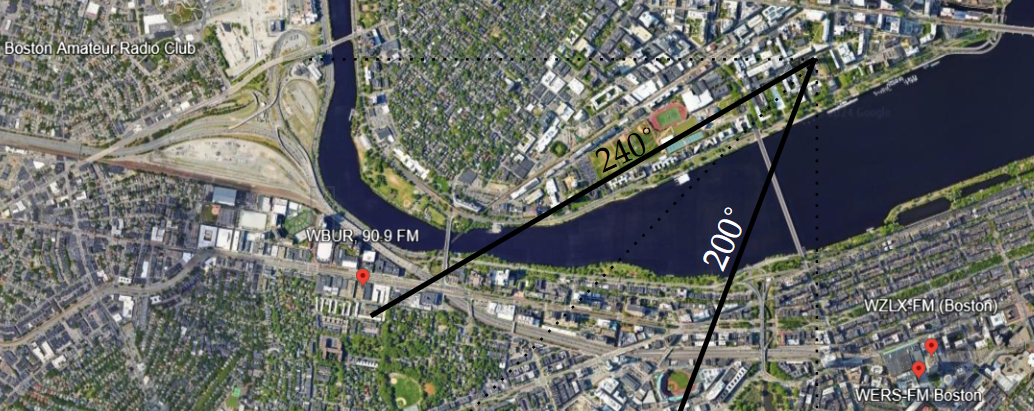 Boston Amateur Radio Club
240°
WBUR 90.9 FM
200°
WZLX-FM (Boston)
WERS-FM Boston